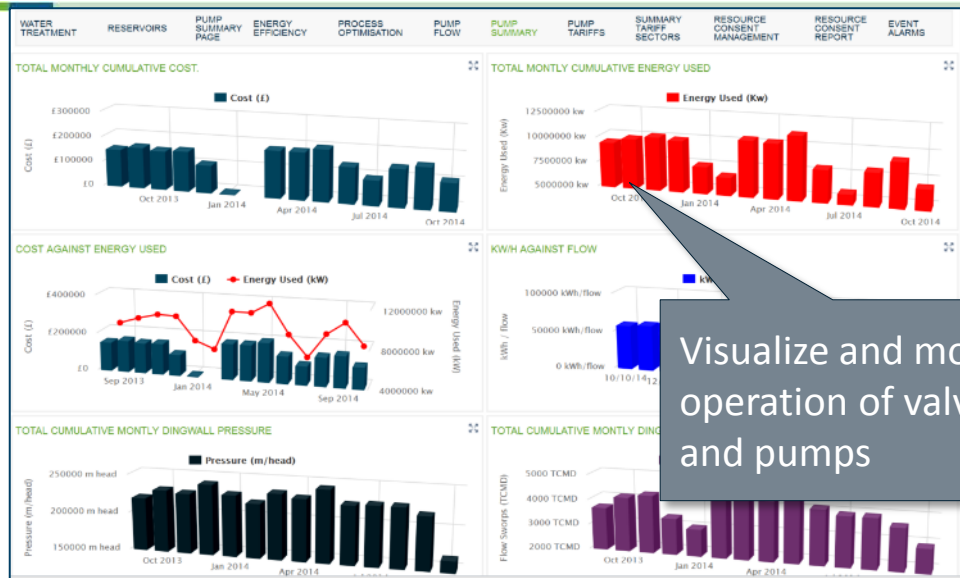 WATER TREATMENT
RESERVOIRS
PUMP SUMMARY PAGE
ENERGY EFFICIENCY
PROCESS OPTIMISATION
PUMP FLOW
PUMP SUMMARY
PUMP TARIFFS
SUMMARY TARIFF SECTORS
RESOURCE CONSENT MANAGEMENT
RESOURCE CONSENT REPORT
EVENT ALARMS
TOTAL MONTHLY CUMULATIVE COST.
Cost (£)
£300000
£200000
£100000
£0
Cost (£)
Oct 2013
Jan 2014
Apr 2014
Jul 2014
Oct 2014
TOTAL MONTLY CUMULATIVE ENERGY USED
Energy Used (Kw)
12500000 kw
10000000 kw
7500000 kw
5000000 kw
Energy Used (Kw)
Oct
Jan 2014
Apr 2014
Jul 2014
Oct 2014
COST AGAINST ENERGY USED
Cost (£) Energy Used (kW)
£400000
£200000
£0
Cost (£)
12000000 kw
8000000 kw
4000000 kw
Energy Used (kW)
Sep 2013
Jan 2014
May 2014
Sep 2014
KW/H AGAINST FLOW
100000 kWh/flow
50000 kWh/flow
0 kWh/flow
kWh / flow
10/10/14
Visualize and mo
operation of valv
and pumps
TOTAL CUMULATIVE MONTLY DINGWALL PRESSURE
Pressure (m/head)
250000 m head
200000 m head
150000 m head
Pressure (m/head)
Oct 2013
Jan 2014
Apr 2014
TOTAL CUMULATIVE MONTLY DING
5000 TCMD
4000 TCMD
3000 TCMD
2000 TCMD
Flow Sworps (TCMD)
Oct 2013
Jan 2014
Apr 2014